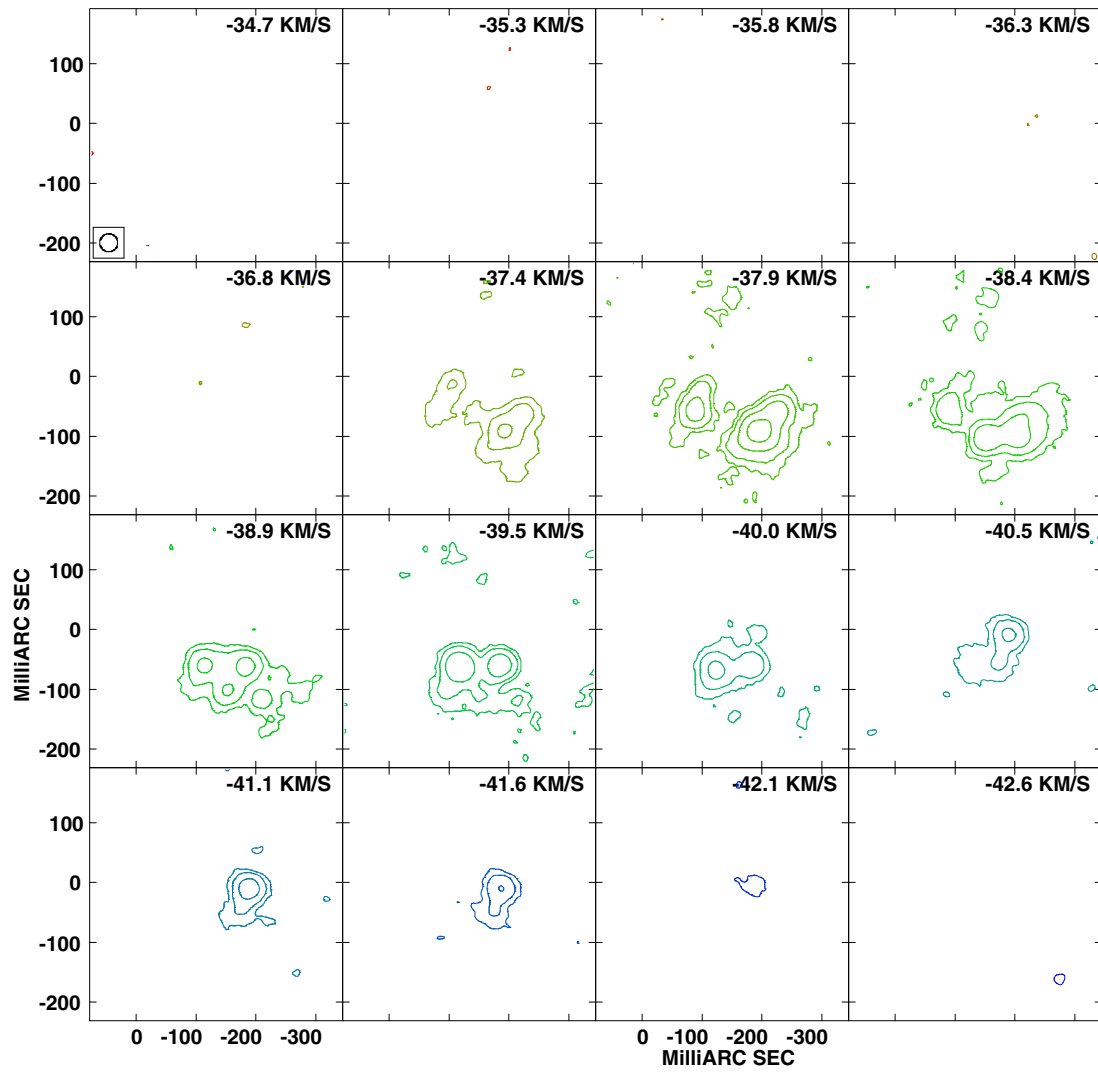 -34.7 KM/S
-35.3 KM/S
-35.8 KM/S
-36.3 KM/S
100
0
-100
-200
-36.8 KM/S
-37.4 KM/S
-37.9 KM/S
-38.4 KM/S
100
0
-100
-200
-38.9 KM/S
-39.5 KM/S
-40.0 KM/S
-40.5 KM/S
MilliARC SEC
100
0
-100
-200
-41.1 KM/S
-41.6 KM/S
-42.1 KM/S
-42.6 KM/S
100
0
-100
-200
0 -100 -200 -300
0 -100 -200 -300
MilliARC SEC